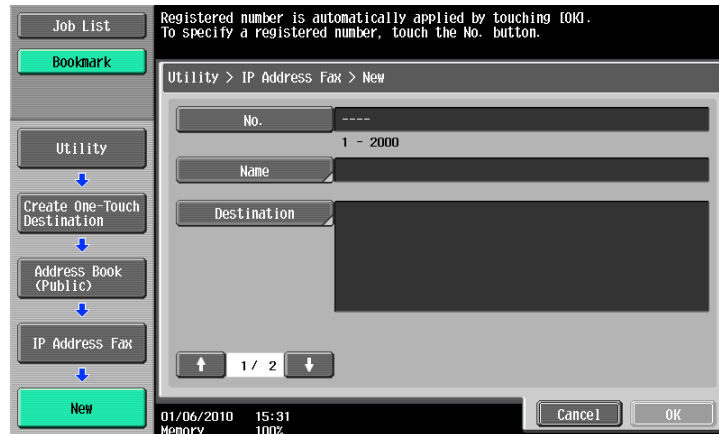 Job List
Bookmark
Registered number is automatically applied by touching [OK].
To specify a registered number, touch the No. button.
Utility > IP Address Fax > New
No.
----
1 - 2000
Name
Destination
1/ 2
Utility
Create One-Touch
Destination
Address Book
(Public)
IP Address Fax
New
01/06/2010 15:31
Memory 100%
Cancel
OK